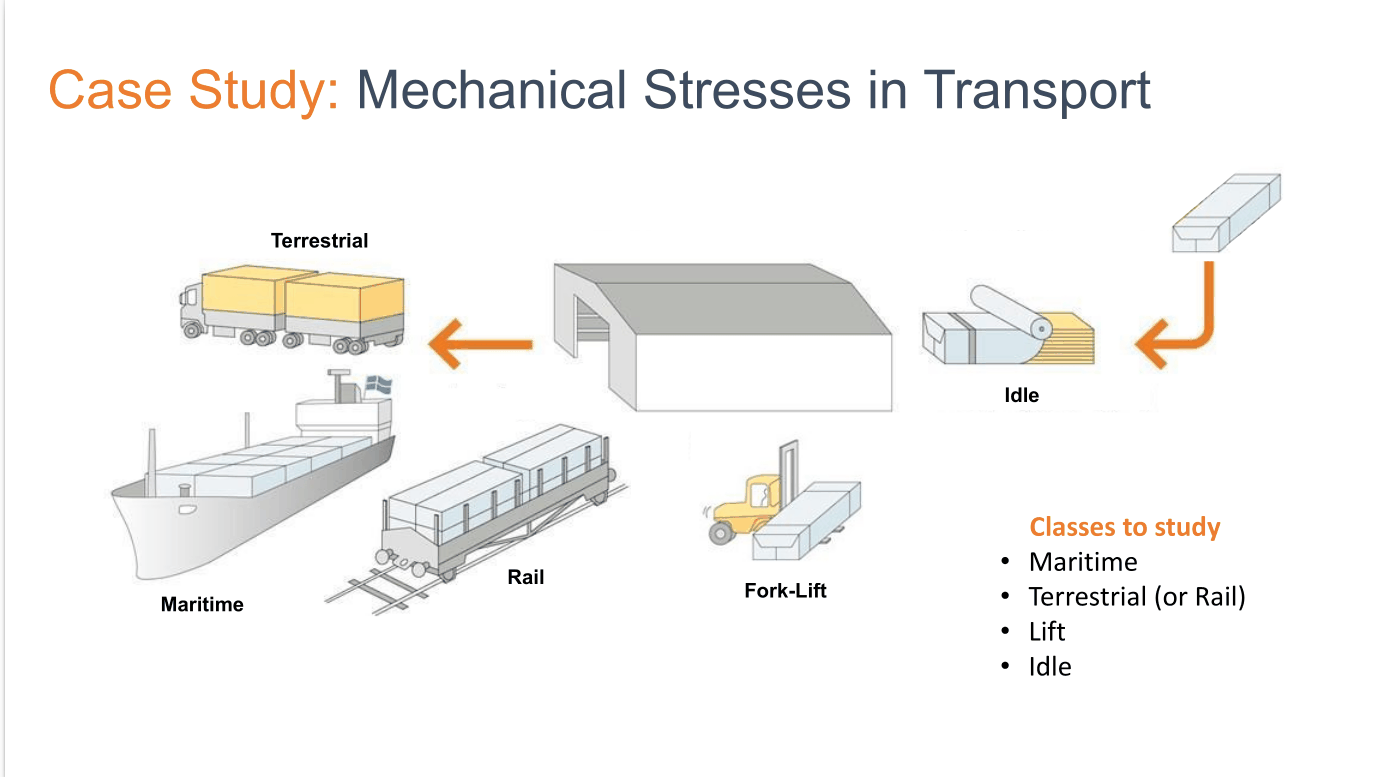 Case Study: Mechanical Stresses in Transport
Terrestrial
Idle
Maritime
Rail
Fork-Lift
Classes to study
• Maritime
• Terrestrial (or Rail)
• Lift
• Idle